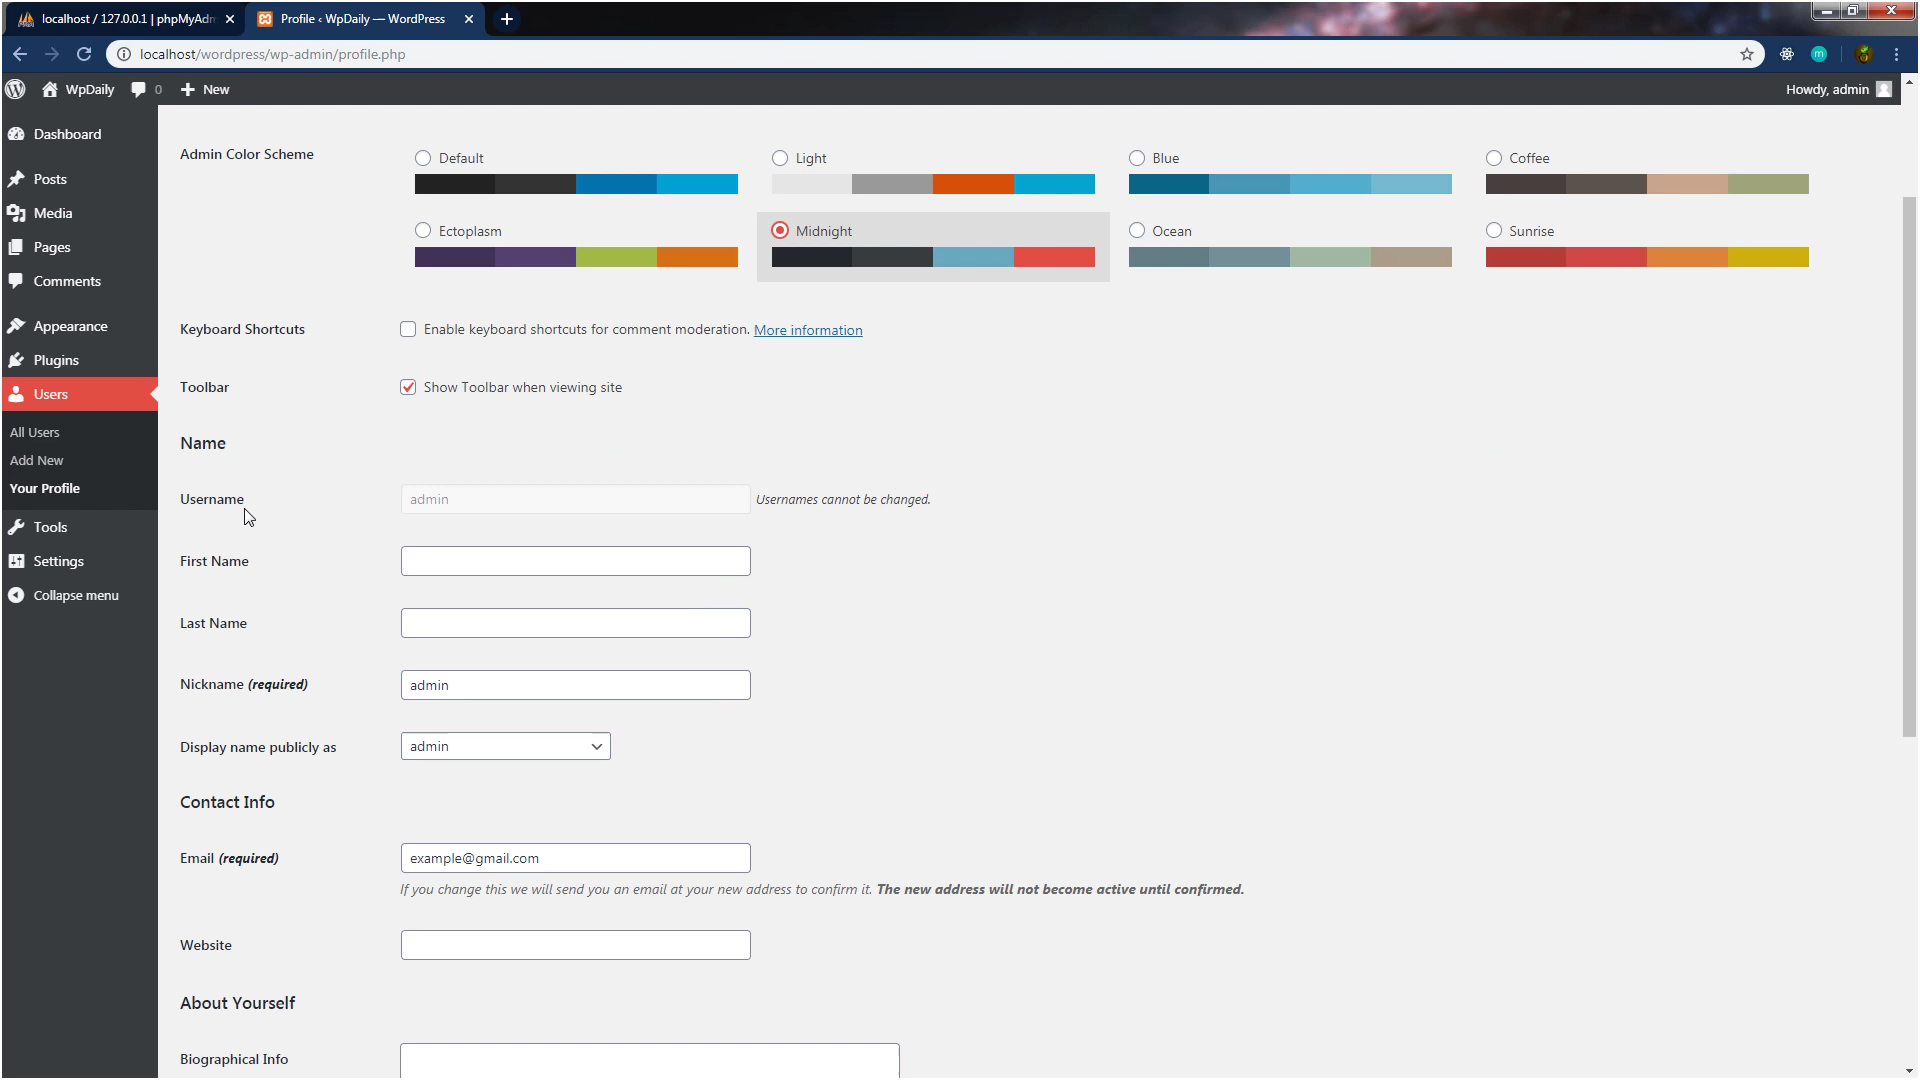 localhost / 127.0.0.1 | phpMyAdm
Profile ‹ WpDaily — WordPress
localhost/wordpress/wp-admin/profile.php
m
WpDaily
0
New
Howdy, admin
Dashboard
Posts
Media
Pages
Comments
Appearance
Plugins
Users
All Users
Add New
Your Profile
Tools
Settings
Collapse menu
Admin Color Scheme
Default
Light
Blue
Coffee
Ectoplasm
Midnight
Ocean
Sunrise
Keyboard Shortcuts
Enable keyboard shortcuts for comment moderation. More information
Toolbar
Show Toolbar when viewing site
Name
Username
admin
Usernames cannot be changed.
First Name
Last Name
Nickname (required)
admin
Display name publicly as
admin
Contact Info
Email (required)
example@gmail.com
If you change this we will send you an email at your new address to confirm it. The new address will not become active until confirmed.
Website
About Yourself
Biographical Info